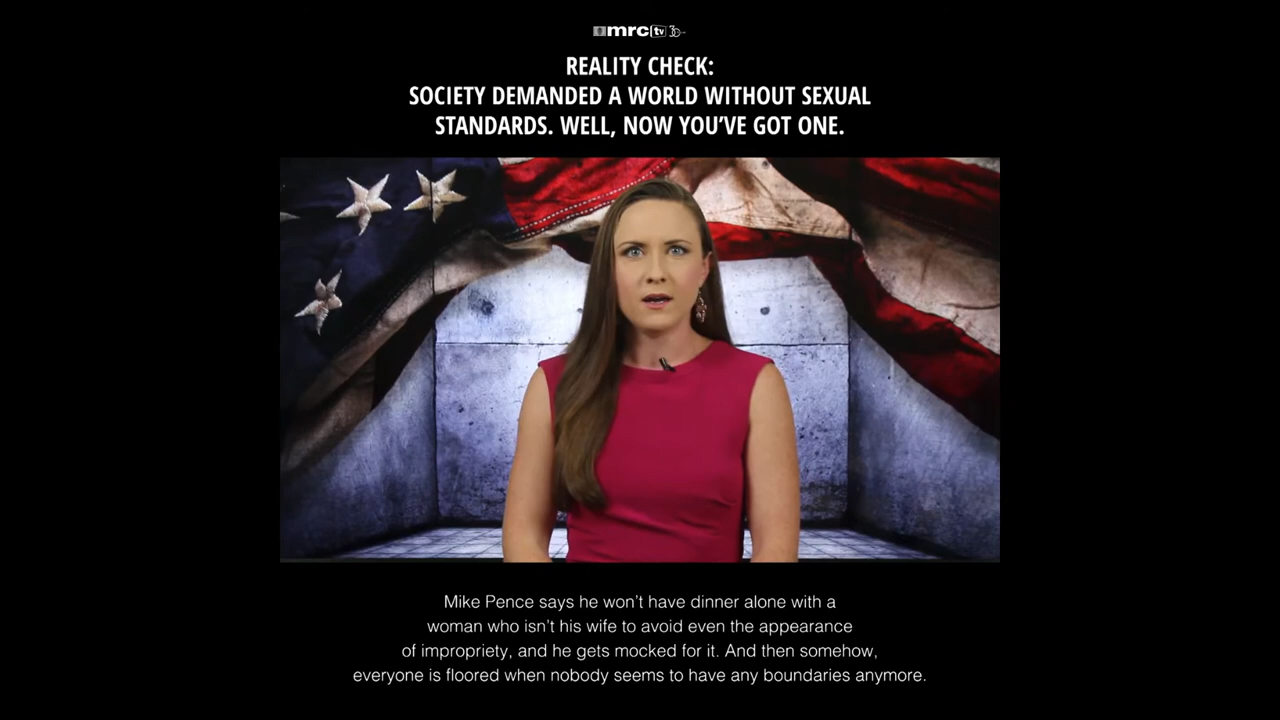 mrc tv 30
REALITY CHECK:
SOCIETY DEMANDED A WORLD WITHOUT SEXUAL
STANDARDS. WELL, NOW YOU'VE GOT ONE.
Mike Pence says he won't have dinner alone with a
woman who isn't his wife to avoid even the appearance
of impropriety, and he gets mocked for it. And then somehow,
everyone is floored when nobody seems to have any boundaries anymore.